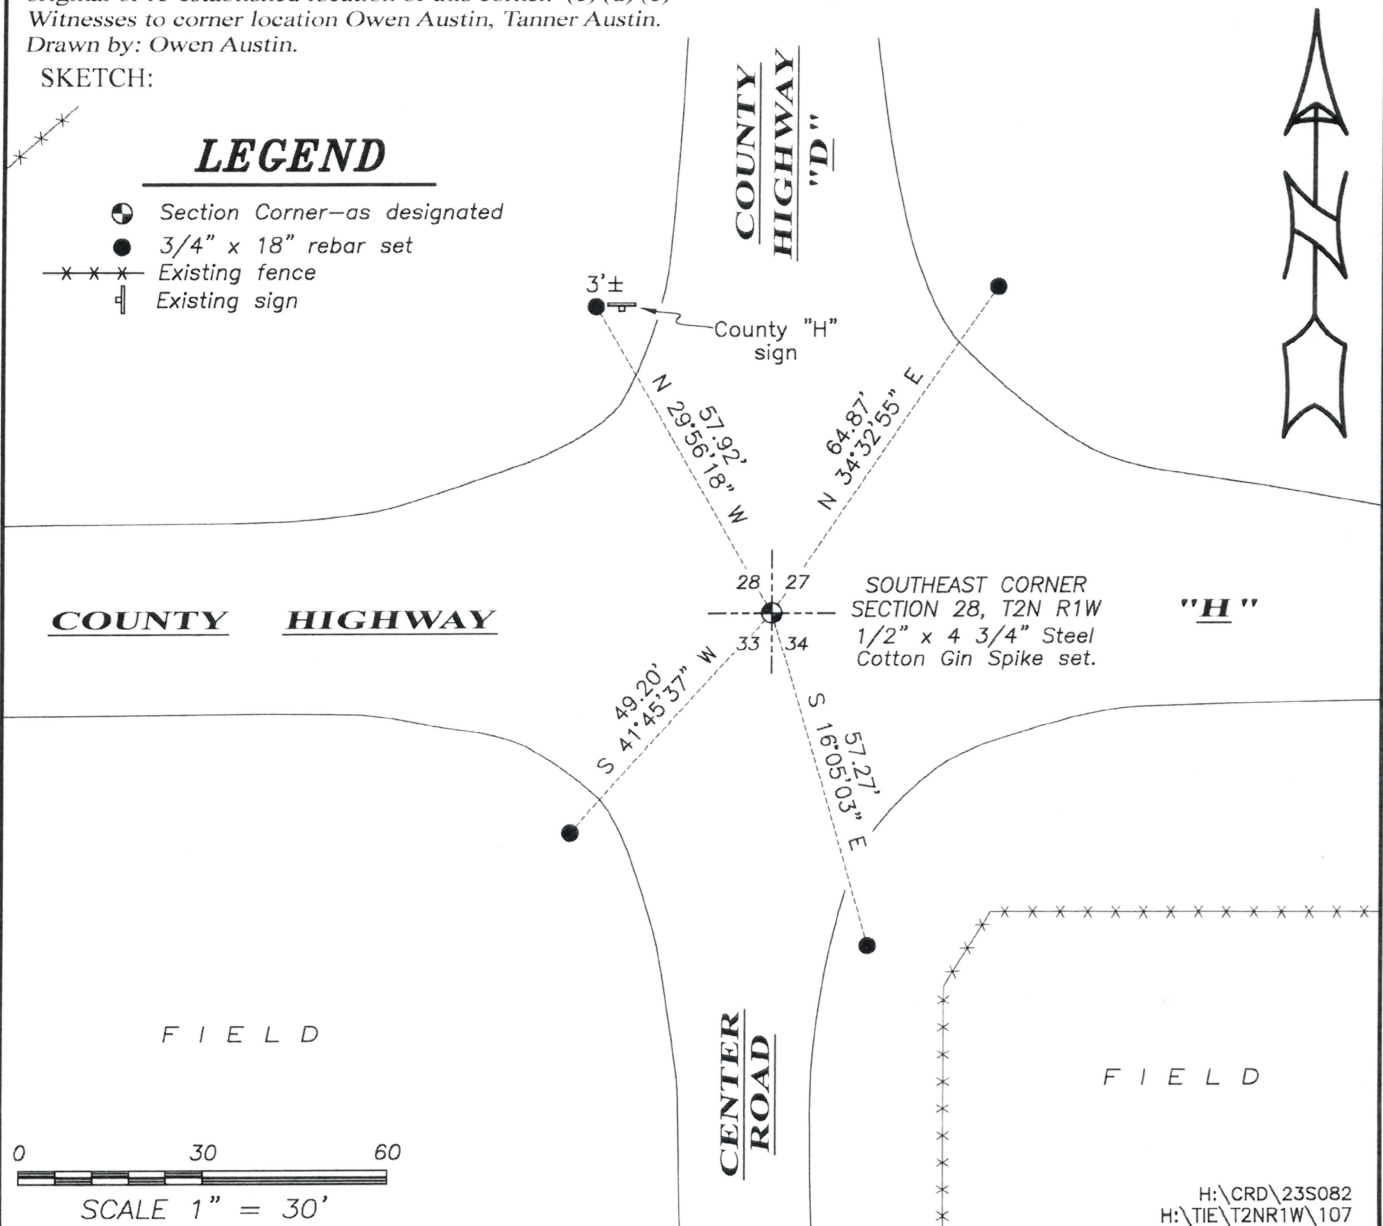 Witnesses to corner location Owen Austin, Tanner Austin.
Drawn by: Owen Austin.
SKETCH:
LEGEND
Section Corner-as designated
3/4" x 18" rebar set
Existing fence
Existing sign
COUNTY
HIGHWAY
"D"
3'±
County "H"
sign
57.92'
N 29°56'18" W
64.87'
N 34°32'55" E
28 27
33 34
SOUTHEAST CORNER
SECTION 28, T2N R1W
1/2" x 4 3/4" Steel
Cotton Gin Spike set.
COUNTY HIGHWAY "H"
49.20'
S 41°45'37" W
57.27'
S 16°05'03" E
FIELD
FIELD
CENTER
ROAD
0 30 60
SCALE 1" = 30'
H:\CRD\23S082
H:\TIE\T2NR1W\107